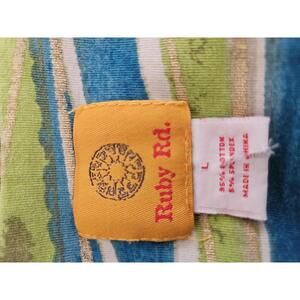 Ruby Rd.
L
95% COTTON
5% SPANDEX
MADE IN CHINA